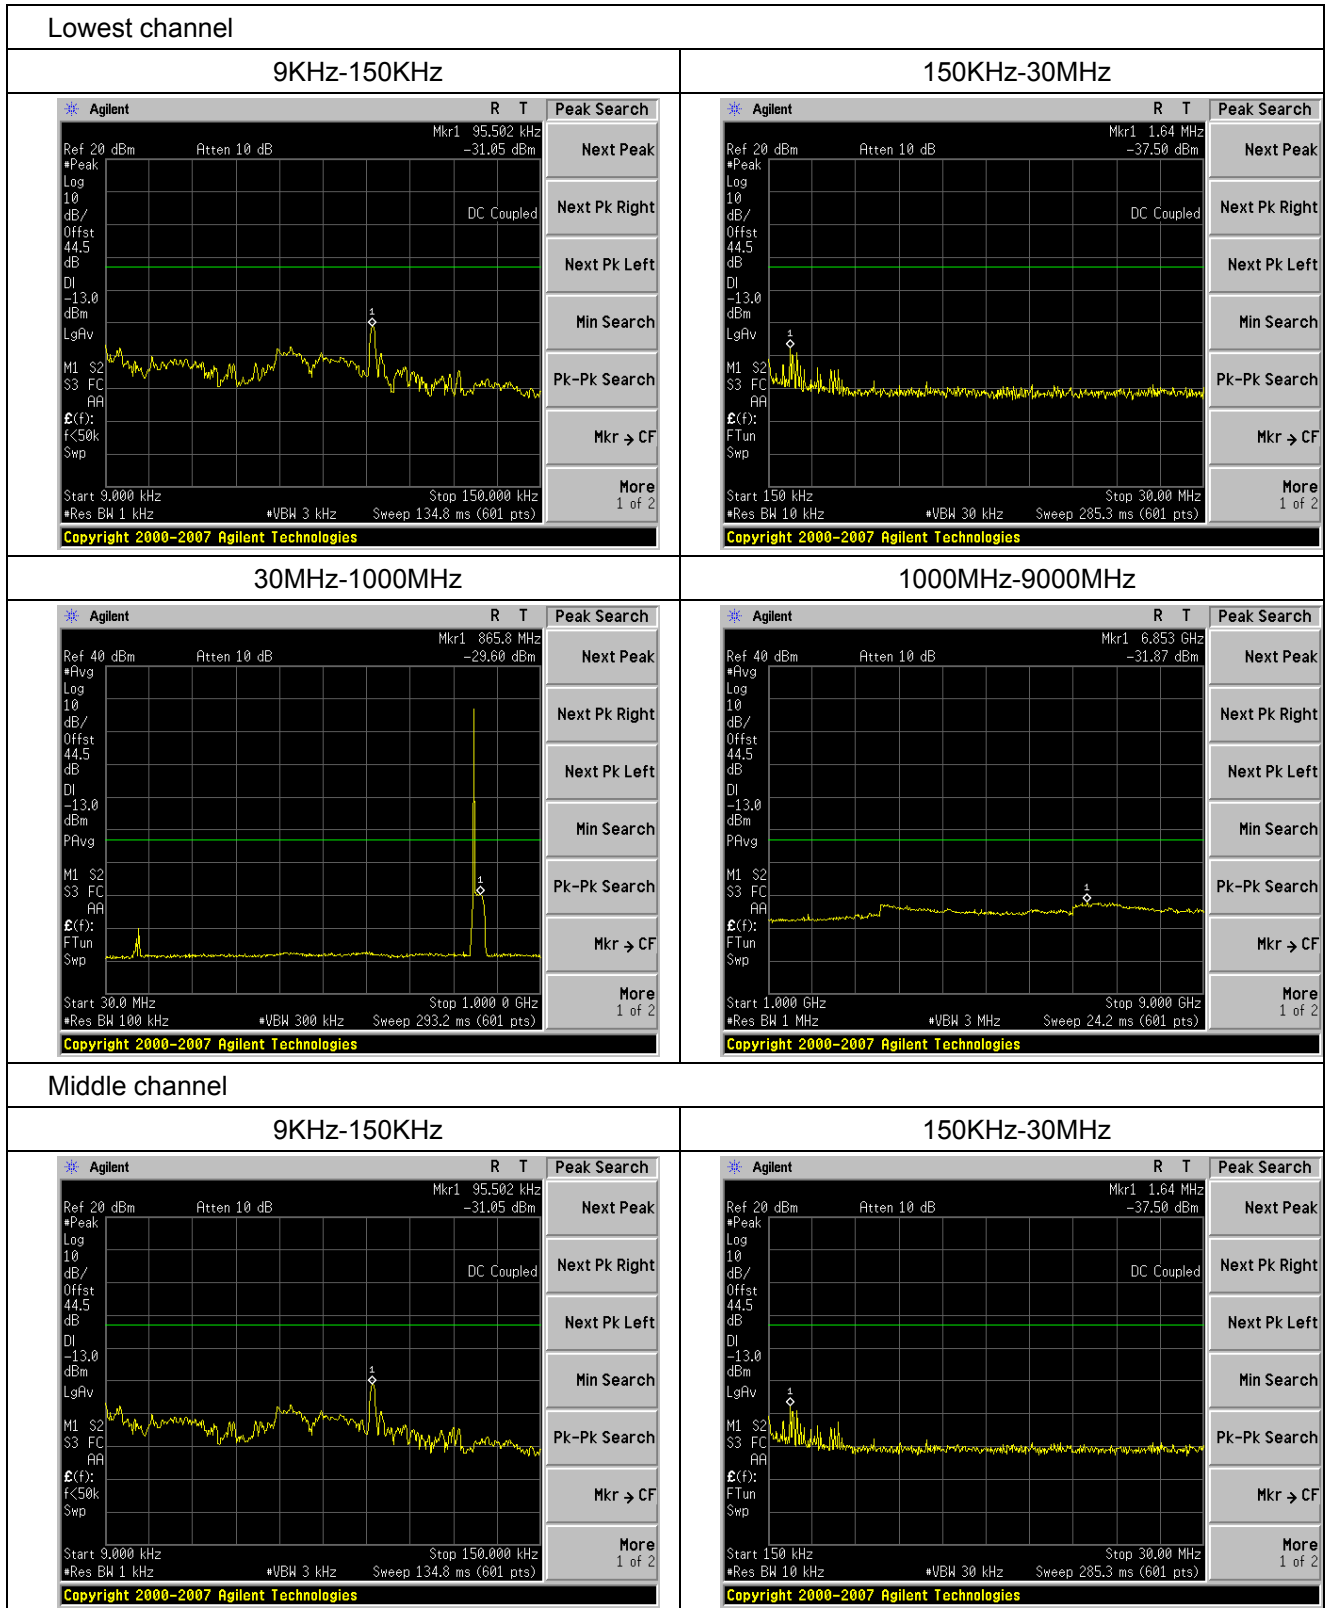 Lowest channel
9KHz-150KHz
150KHz-30MHz
Agilent R T Peak Search
Mkr1 95.502 kHz
Ref 20 dBm Atten 10 dB -31.05 dBm
#Peak
Log
10
dB/
Offst
44.5
dB
DI
-13.0
dBm
LgAv
M1 S2
S3 FC
AA
£(f):
f<50k
Swp
DC Coupled
1
Start 9.000 kHz Stop 150.000 kHz
#Res BW 1 kHz #VBW 3 kHz Sweep 134.8 ms (601 pts)
Next Peak
Next Pk Right
Next Pk Left
Min Search
Pk-Pk Search
Mkr → CF
More
1 of 2
Copyright 2000-2007 Agilent Technologies
Agilent R T Peak Search
Mkr1 1.64 MHz
Ref 20 dBm Atten 10 dB -37.50 dBm
#Peak
Log
10
dB/
Offst
44.5
dB
DI
-13.0
dBm
LgAv
M1 S2
S3 FC
AA
£(f):
FTun
Swp
DC Coupled
1
Start 150 kHz Stop 30.00 MHz
#Res BW 10 kHz #VBW 30 kHz Sweep 285.3 ms (601 pts)
Next Peak
Next Pk Right
Next Pk Left
Min Search
Pk-Pk Search
Mkr → CF
More
1 of 2
Copyright 2000-2007 Agilent Technologies
30MHz-1000MHz
1000MHz-9000MHz
Agilent R T Peak Search
Mkr1 865.8 MHz
Ref 40 dBm Atten 10 dB -29.60 dBm
#Avg
Log
10
dB/
Offst
44.5
dB
DI
-13.0
dBm
PAvg
M1 S2
S3 FC
AA
£(f):
FTun
Swp
1
Start 30.0 MHz Stop 1.000 0 GHz
#Res BW 100 kHz #VBW 300 kHz Sweep 293.2 ms (601 pts)
Next Peak
Next Pk Right
Next Pk Left
Min Search
Pk-Pk Search
Mkr → CF
More
1 of 2
Copyright 2000-2007 Agilent Technologies
Agilent R T Peak Search
Mkr1 6.853 GHz
Ref 40 dBm Atten 10 dB -31.87 dBm
#Avg
Log
10
dB/
Offst
44.5
dB
DI
-13.0
dBm
PAvg
M1 S2
S3 FC
AA
£(f):
FTun
Swp
1
Start 1.000 GHz Stop 9.000 GHz
#Res BW 1 MHz #VBW 3 MHz Sweep 24.2 ms (601 pts)
Next Peak
Next Pk Right
Next Pk Left
Min Search
Pk-Pk Search
Mkr → CF
More
1 of 2
Copyright 2000-2007 Agilent Technologies
Middle channel
9KHz-150KHz
150KHz-30MHz
Agilent R T Peak Search
Mkr1 95.502 kHz
Ref 20 dBm Atten 10 dB -31.05 dBm
#Peak
Log
10
dB/
Offst
44.5
dB
DI
-13.0
dBm
LgAv
M1 S2
S3 FC
AA
£(f):
f<50k
Swp
DC Coupled
1
Start 9.000 kHz Stop 150.000 kHz
#Res BW 1 kHz #VBW 3 kHz Sweep 134.8 ms (601 pts)
Next Peak
Next Pk Right
Next Pk Left
Min Search
Pk-Pk Search
Mkr → CF
More
1 of 2
Copyright 2000-2007 Agilent Technologies
Agilent R T Peak Search
Mkr1 1.64 MHz
Ref 20 dBm Atten 10 dB -37.50 dBm
#Peak
Log
10
dB/
Offst
44.5
dB
DI
-13.0
dBm
LgAv
M1 S2
S3 FC
AA
£(f):
FTun
Swp
DC Coupled
1
Start 150 kHz Stop 30.00 MHz
#Res BW 10 kHz #VBW 30 kHz Sweep 285.3 ms (601 pts)
Next Peak
Next Pk Right
Next Pk Left
Min Search
Pk-Pk Search
Mkr → CF
More
1 of 2
Copyright 2000-2007 Agilent Technologies